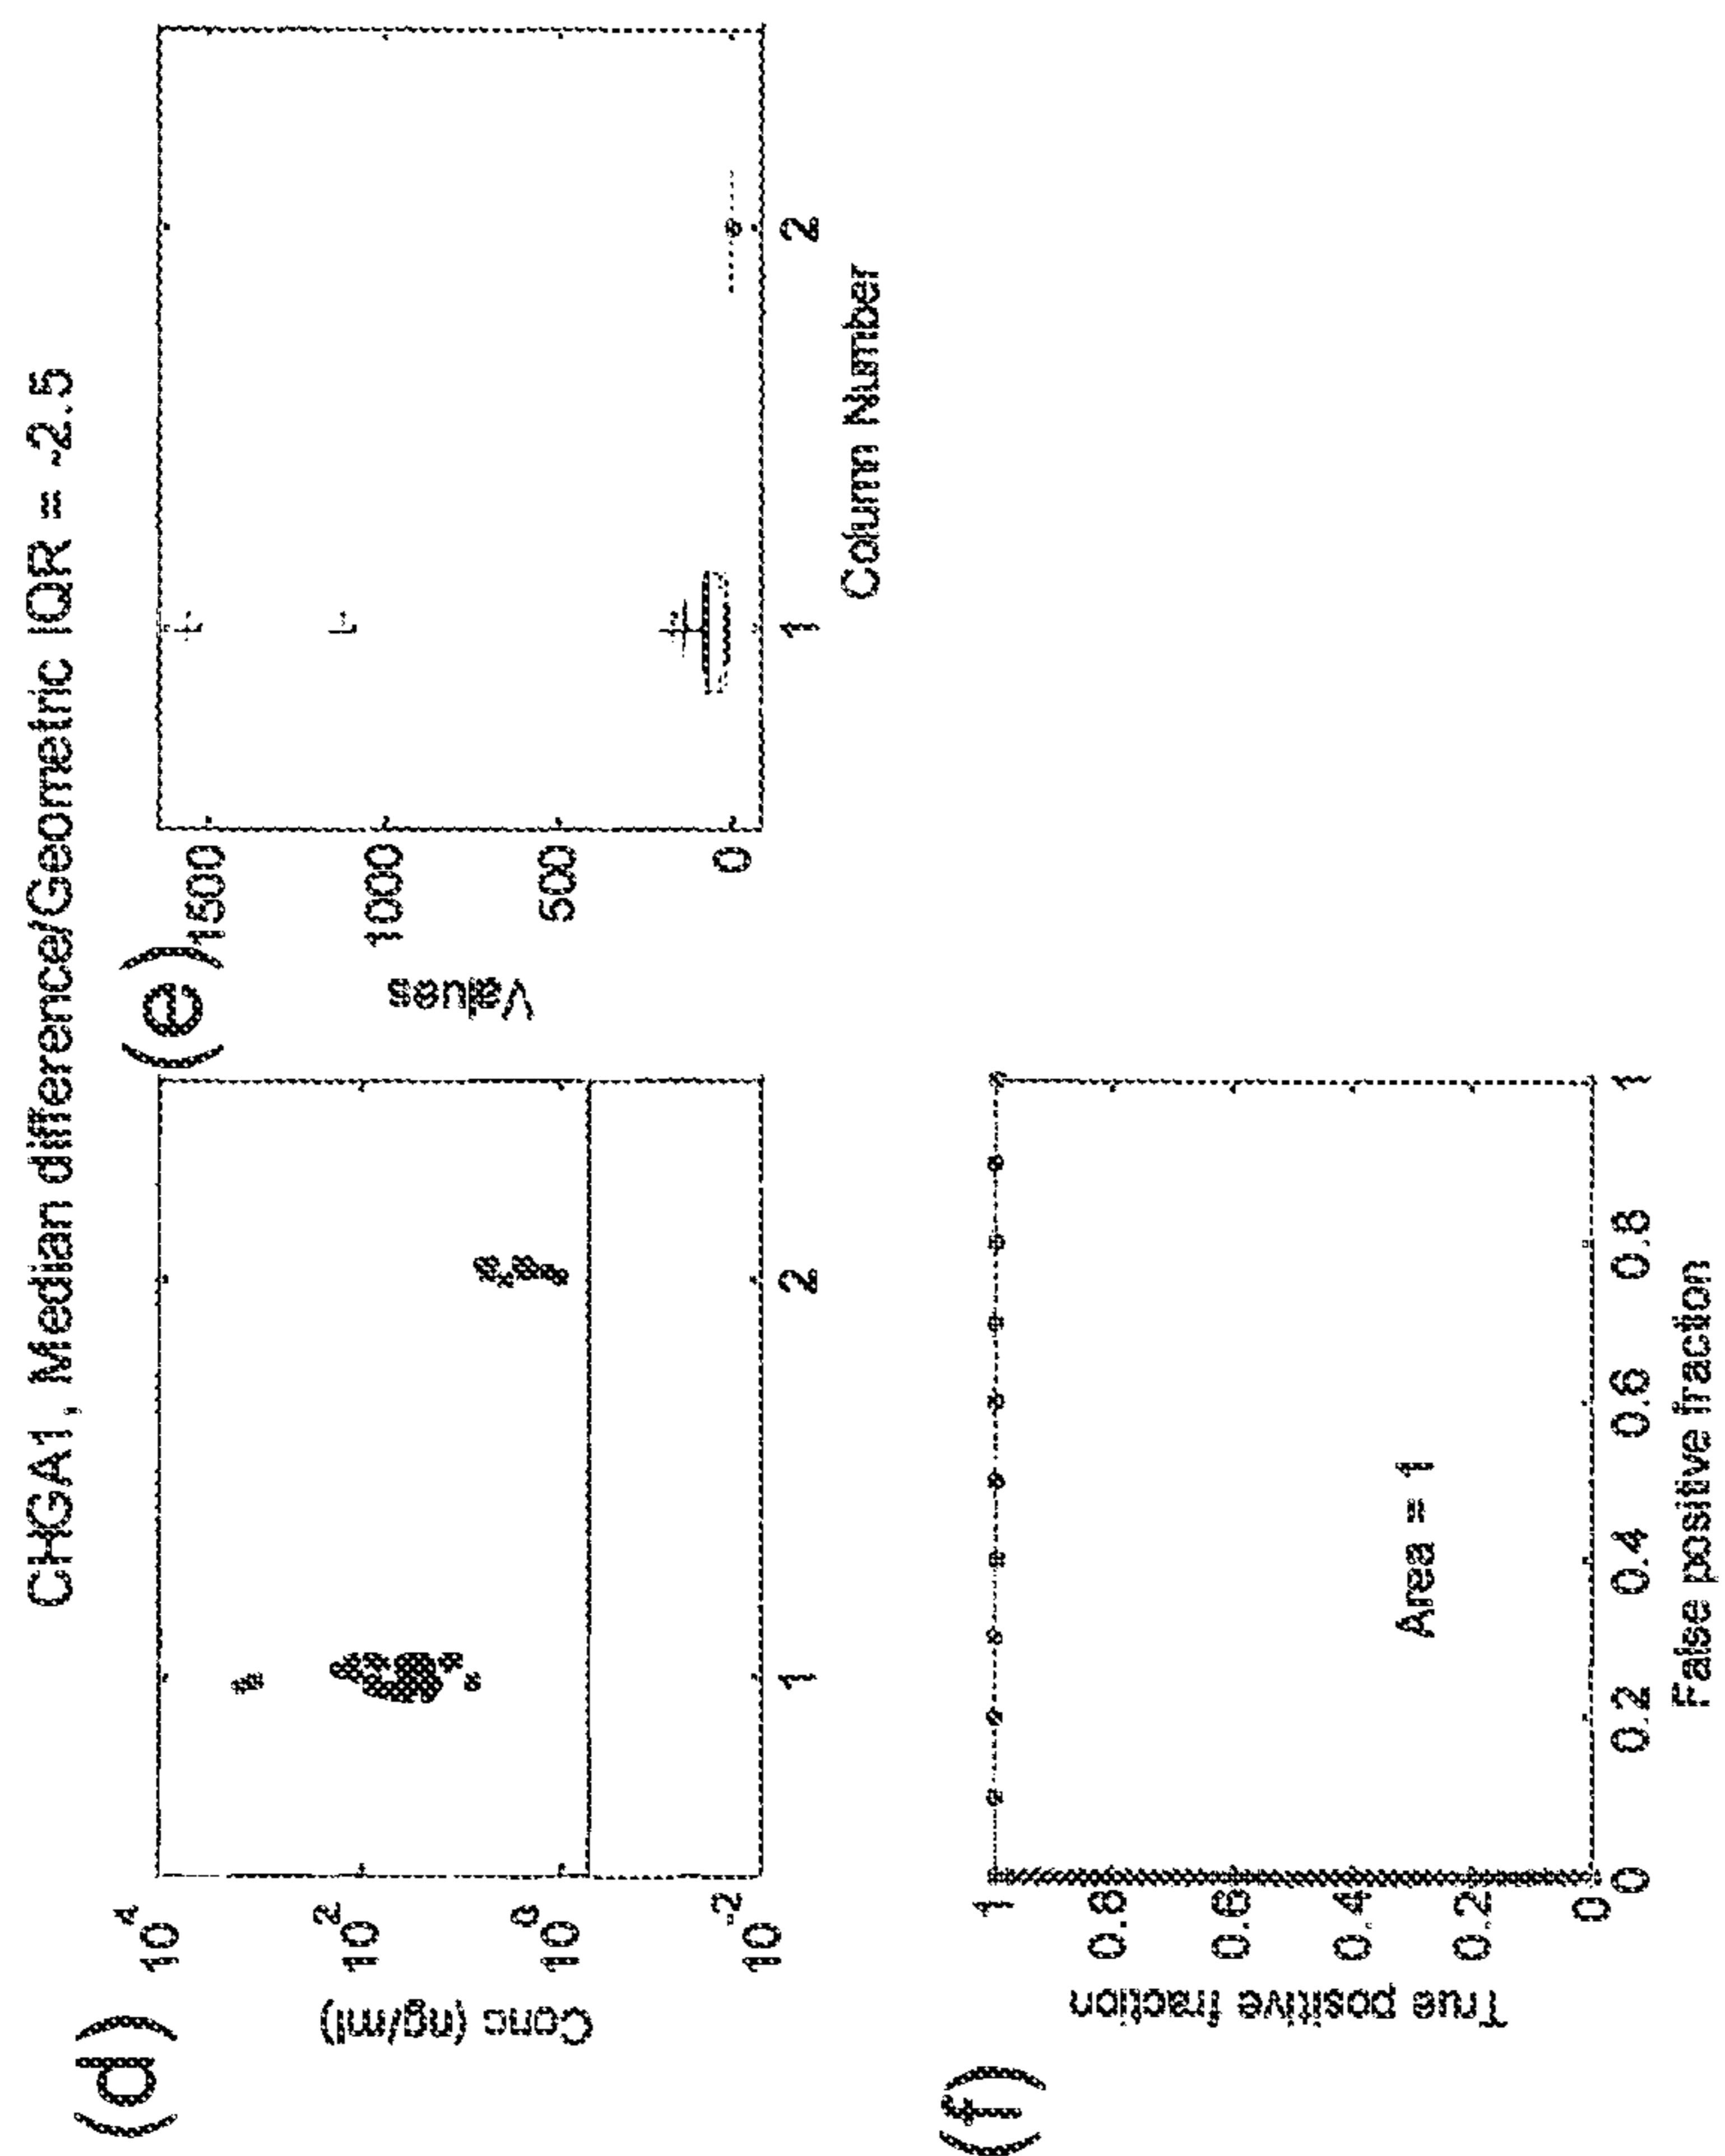 CHGA1, Median difference/Geometric IQR = -2.5
(d)
Conc (ng/ml)
10^4
10^2
10^0
10^-2
1
2
(e)
Values
1500
1000
500
0
1
2
Column Number
(f)
True positive fraction
1
0.8
0.6
0.4
0.2
0
Area = 1
0
0.2
0.4
0.6
0.8
1
False positive fraction